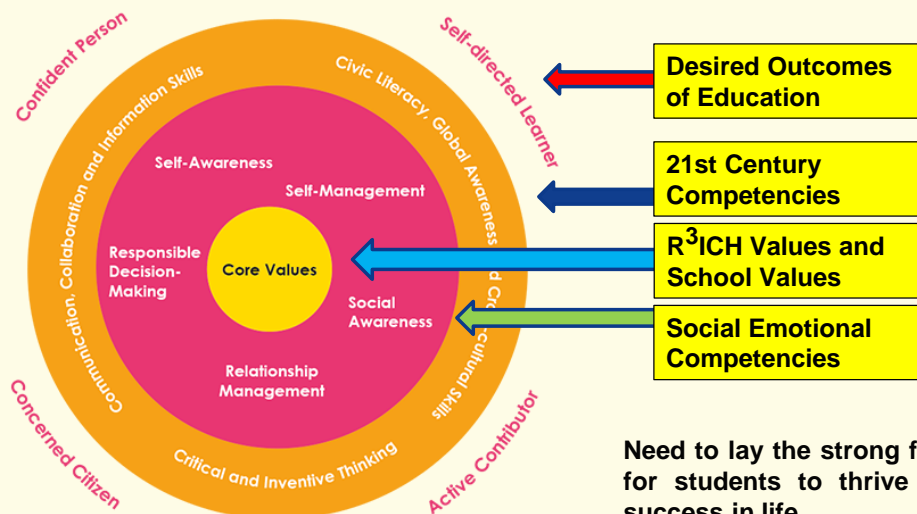 Confident Person
Self-directed Learner
Communication, Collaboration and Information Skills
Civic Literacy, Global Awareness
Cultural Skills
Critical and Inventive Thinking
Self-Awareness
Self-Management
Responsible
Decision-
Making
Core Values
Social
Awareness
Relationship
Management
Concerned Citizen
Active Contributor
Desired Outcomes
of Education
21st Century
Competencies
R³ICH Values and
School Values
Social Emotional
Competencies
Need to lay the strong
for students to thrive
success in life